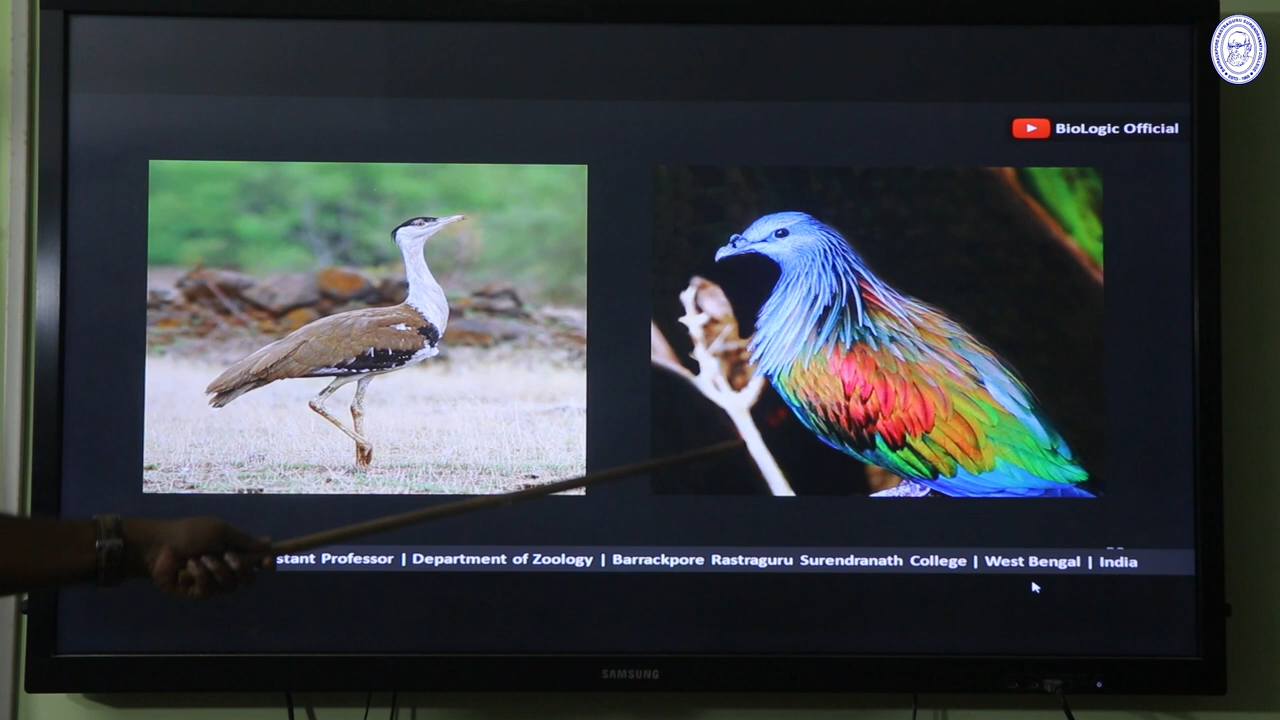 BioLogic Official
stant Professor | Department of Zoology | Barrackpore Rastraguru Surendranath College | West Bengal | India
SAMSUNG